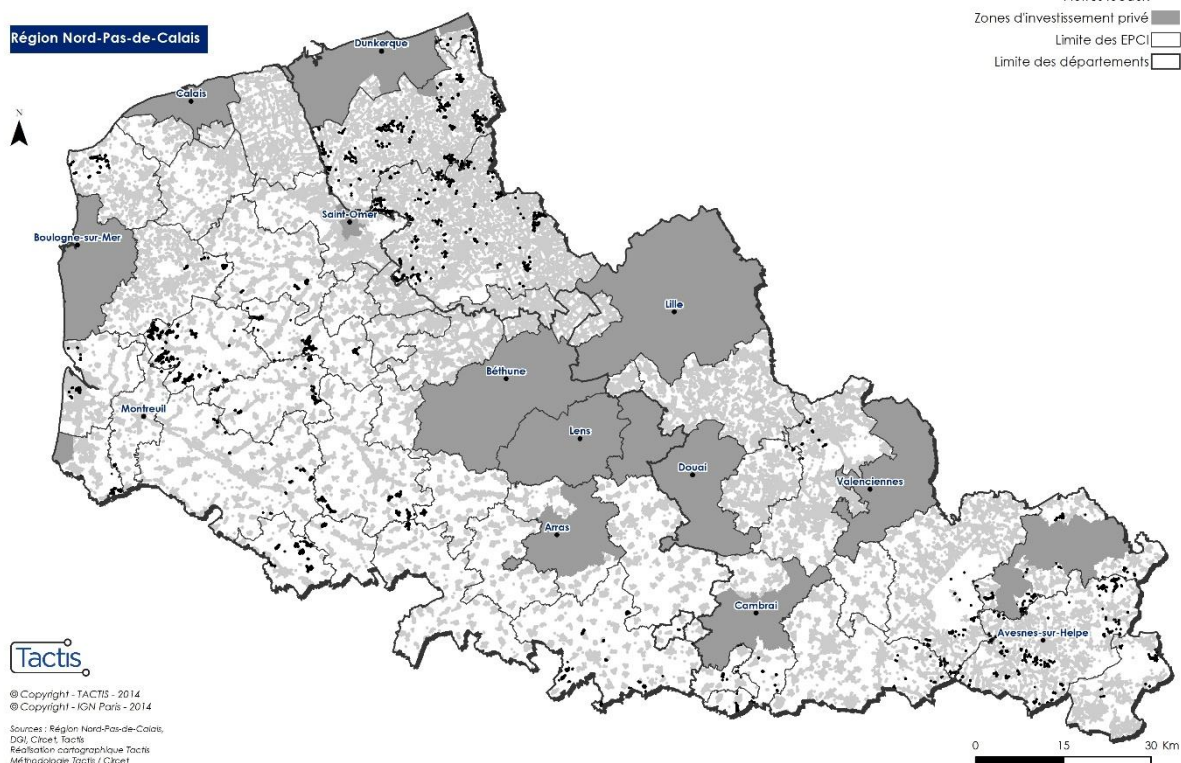 Région Nord-Pas-de-Calais
Zones d'investissement privé
Limite des EPCI
Limite des départements
N
Dunkerque
Calais
Saint-Omer
Boulogne-sur-Mer
Lille
Béthune
Montreuil
Lens
Douai
Valenciennes
Arras
Cambrai
Avesnes-sur-Helpe
Tactis
© Copyright - TACTIS - 2014
© Copyright - IGN Paris - 2014
Sources : Région Nord-Pas-de-Calais,
DGI, Circet, Tactis
Réalisation cartographique Tactis
Méthodologie Tactis / Circet
0 15 30 Km